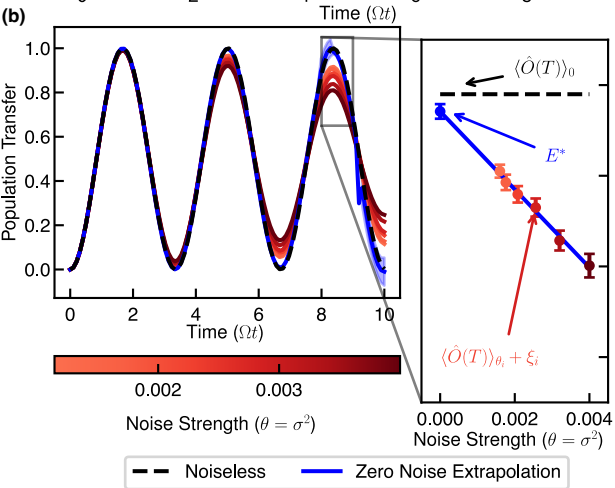 Time (Ωt)
(b)
Population Transfer
1.0
0.8
0.6
0.4
0.2
0.0
0 2 4 6 8 10
Time (Ωt)
0.002 0.003
Noise Strength (θ = σ²)
⟨Ô(T)⟩₀
E*
⟨Ô(T)⟩θᵢ + ξᵢ
0.000 0.002 0.004
Noise Strength (θ = σ²)
Noiseless Zero Noise Extrapolation